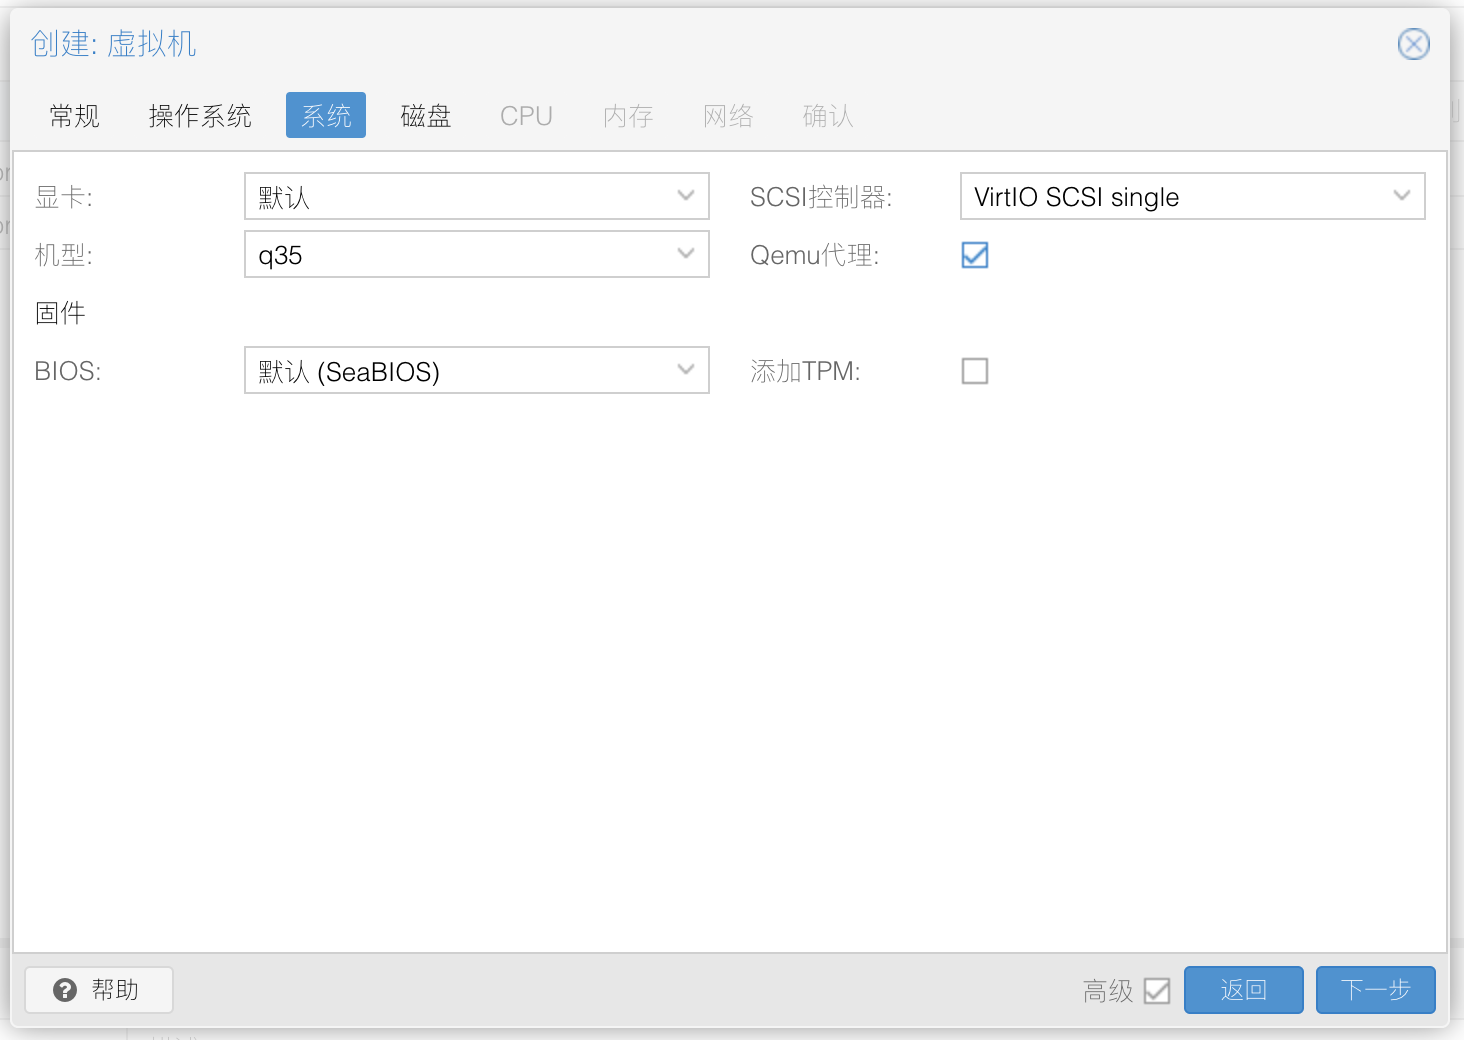 创建: 虚拟机
常规 操作系统 系统 磁盘 CPU 内存 网络 确认
显卡: 默认 SCSI控制器: VirtIO SCSI single
机型: q35 Qemu代理:
固件
BIOS: 默认 (SeaBIOS) 添加TPM:
帮助 高级 返回 下一步